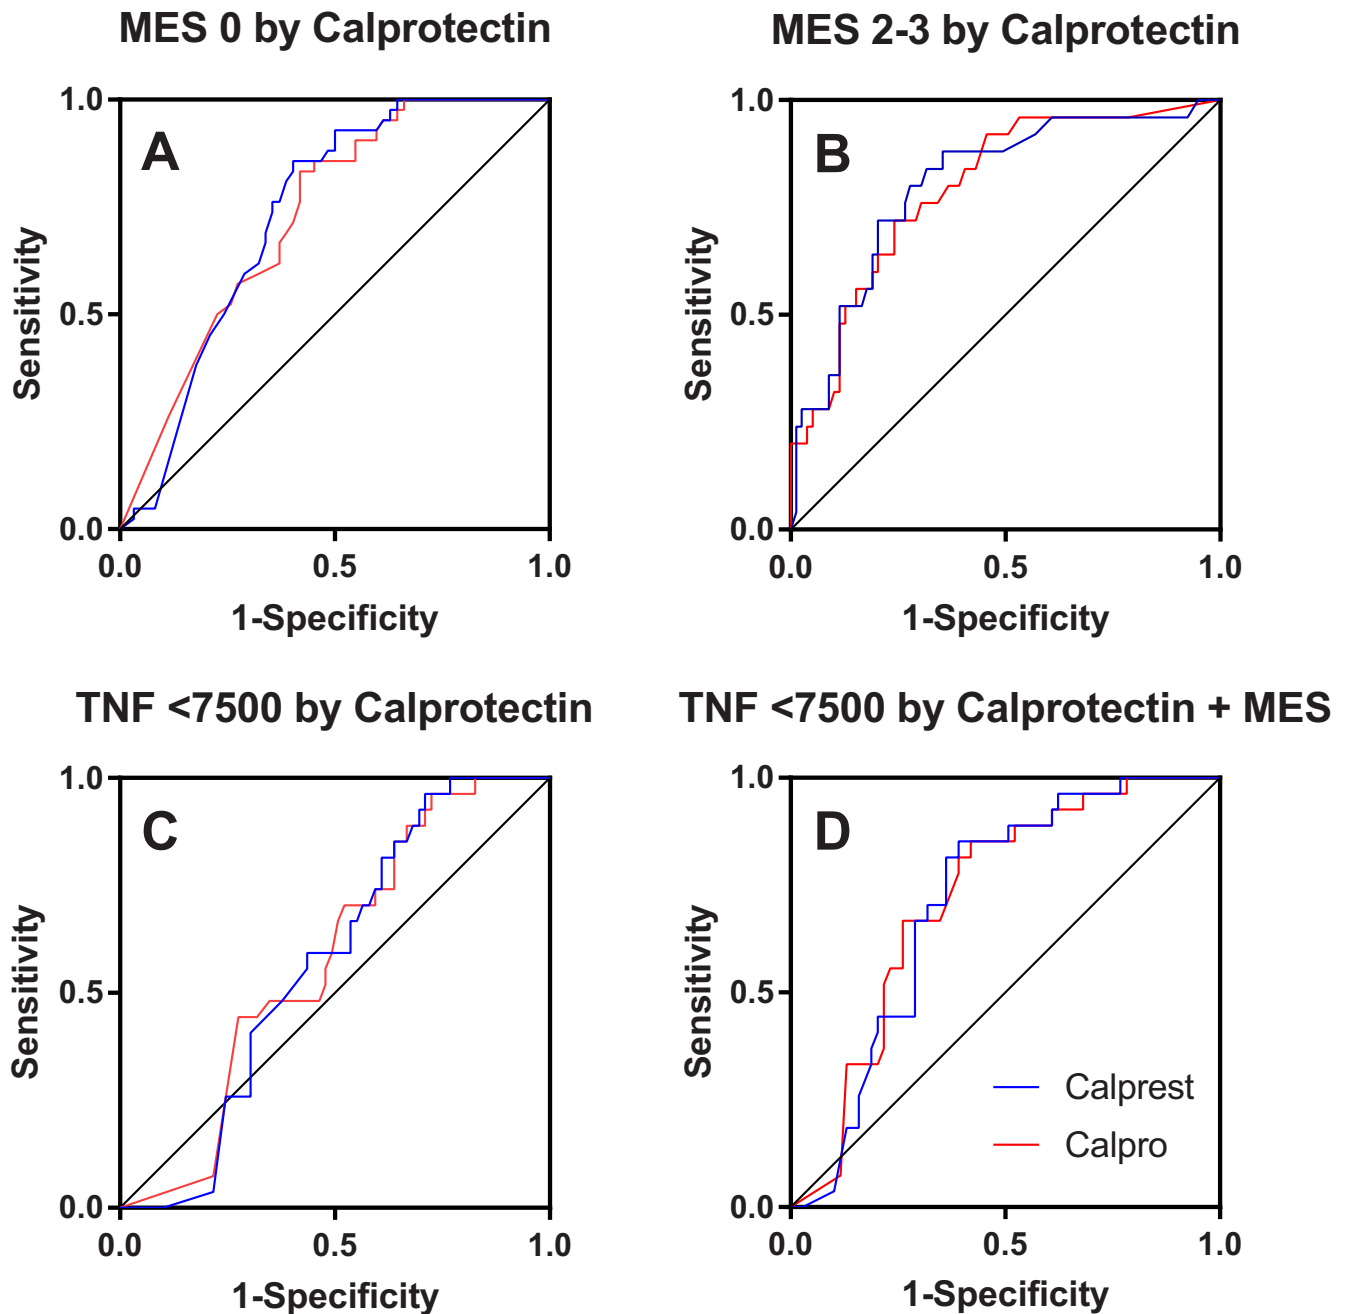 MES 0 by Calprotectin
MES 2-3 by Calprotectin
1.0
0.5
0.0
Sensitivity
A
0.0 0.5 1.0
1-Specificity
1.0
0.5
0.0
Sensitivity
B
0.0 0.5 1.0
1-Specificity
TNF <7500 by Calprotectin
TNF <7500 by Calprotectin + MES
1.0
0.5
0.0
Sensitivity
C
0.0 0.5 1.0
1-Specificity
1.0
0.5
0.0
Sensitivity
D
Calprest
Calpro
0.0 0.5 1.0
1-Specificity